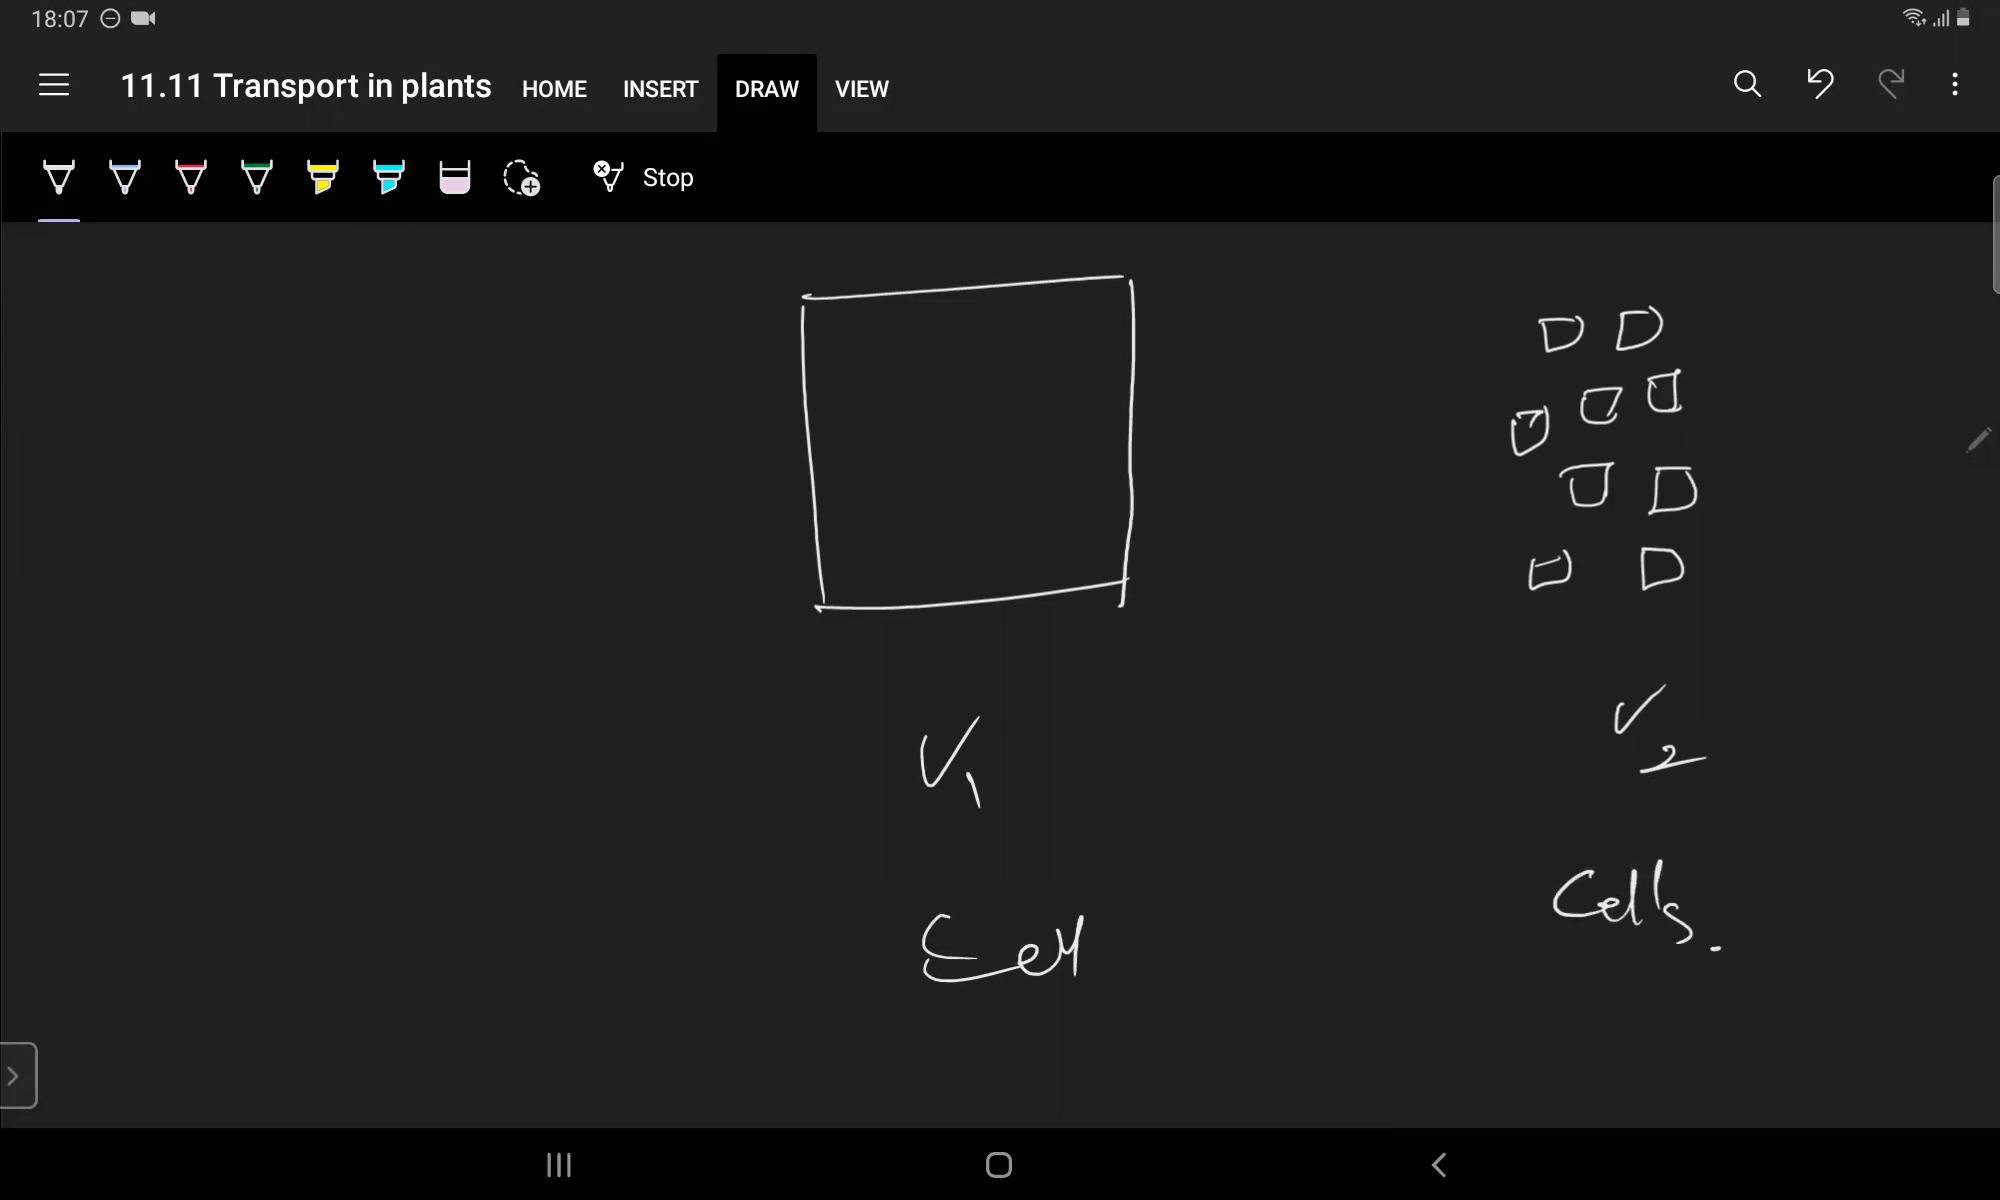 18:07
11.11 Transport in plants HOME INSERT DRAW VIEW
Stop
V1
V2
Cell
Cells.